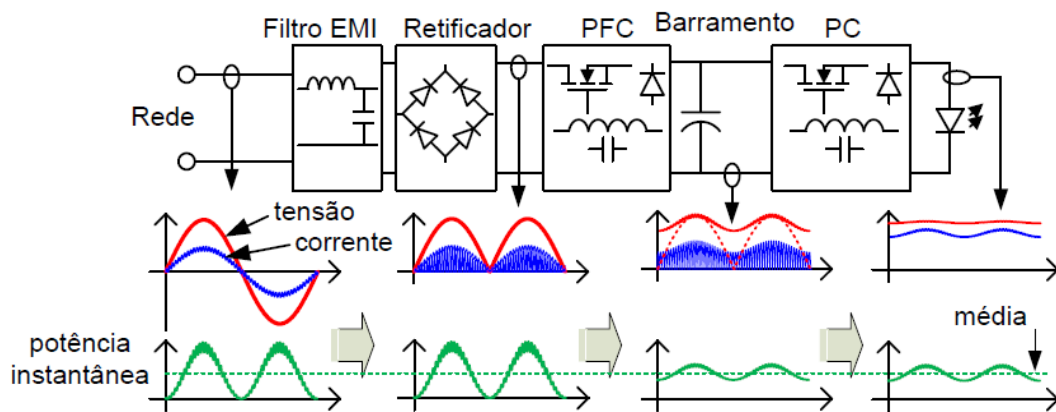 Filtro EMI Retificador PFC Barramento PC
Rede
tensão
corrente
média
potência
instantânea